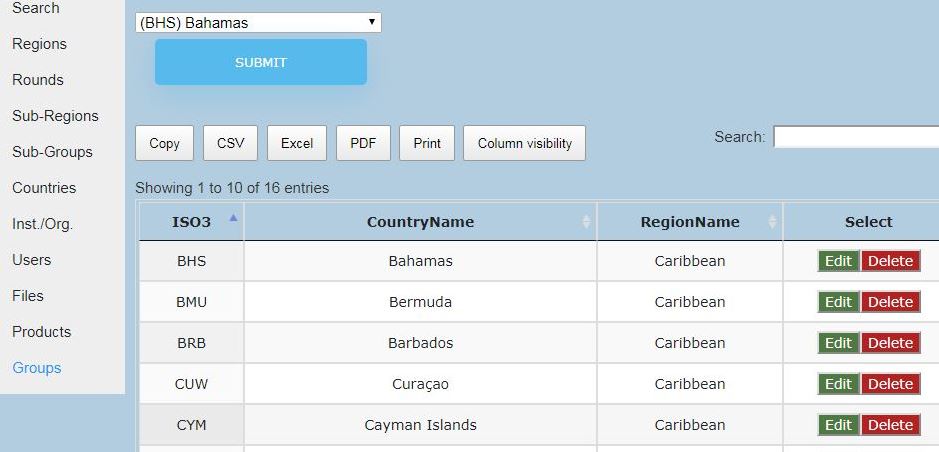 Search
Regions
Rounds
Sub-Regions
Sub-Groups
Countries
Inst./Org.
Users
Files
Products
Groups
(BHS) Bahamas
SUBMIT
Copy CSV Excel PDF Print Column visibility Search:
Showing 1 to 10 of 16 entries
ISO3 CountryName RegionName Select
BHS Bahamas Caribbean Edit Delete
BMU Bermuda Caribbean Edit Delete
BRB Barbados Caribbean Edit Delete
CUW Curaçao Caribbean Edit Delete
CYM Cayman Islands Caribbean Edit Delete